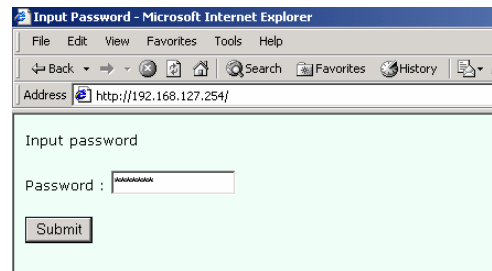 Input Password - Microsoft Internet Explorer
File Edit View Favorites Tools Help
Back Search Favorites History
Address http://192.168.127.254/
Input password
Password : *******
Submit